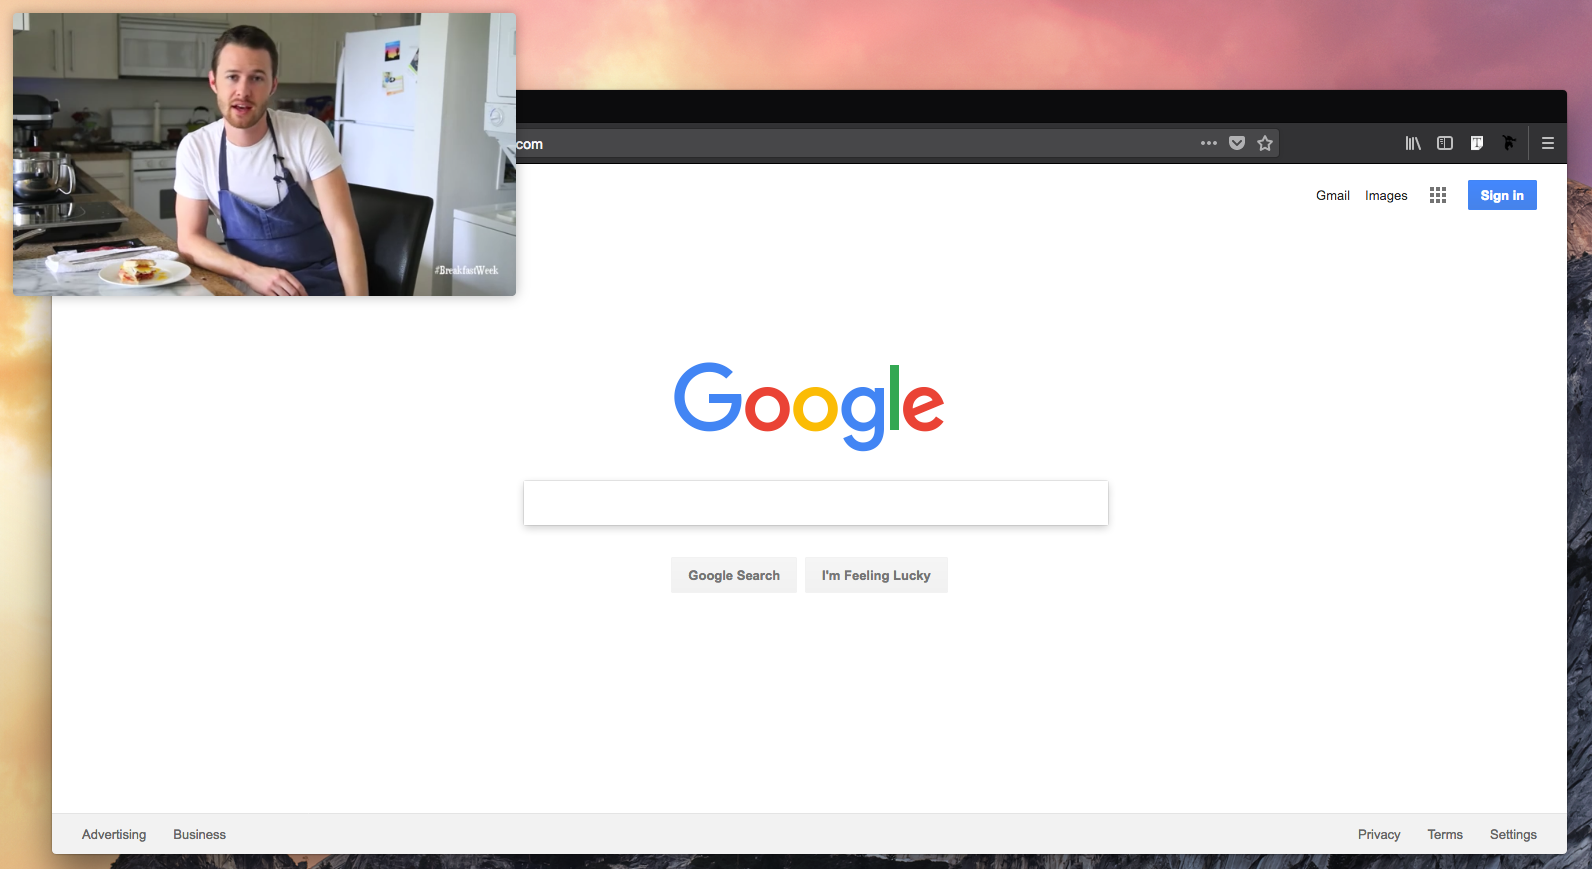 #BreakfastWeek
com
Gmail Images Sign in
Google
Google Search I'm Feeling Lucky
Advertising Business Privacy Terms Settings